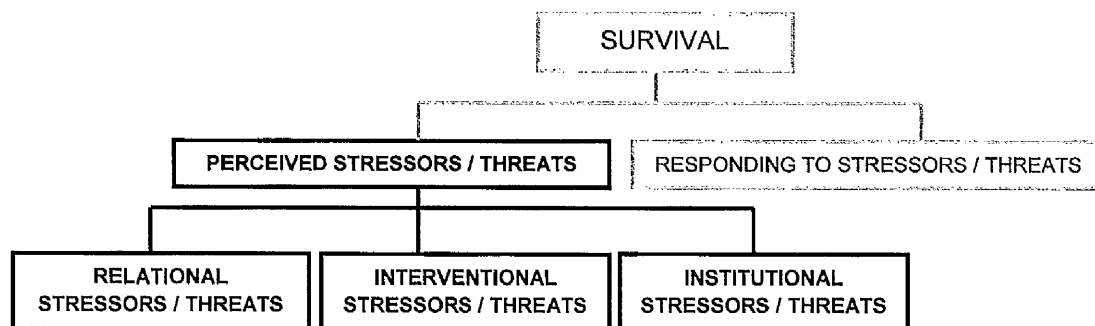 SURVIVAL
PERCEIVED STRESSORS / THREATS
RESPONDING TO STRESSORS / THREATS
RELATIONAL
STRESSORS / THREATS
INTERVENTIONAL
STRESSORS / THREATS
INSTITUTIONAL
STRESSORS / THREATS